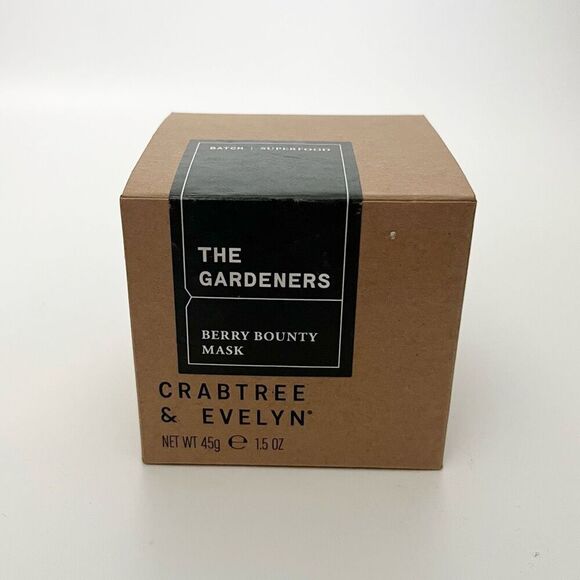 BATCH | SUPERFOOD
THE
GARDENERS
BERRY BOUNTY
MASK
CRABTREE
& EVELYN®
NET WT 45g ℮ 1.5 OZ